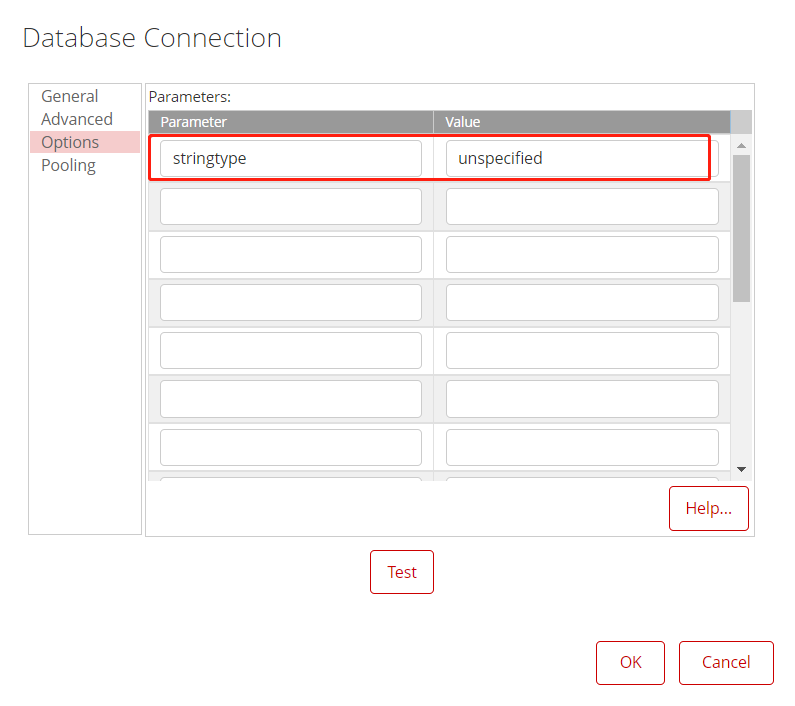 Database Connection
General
Advanced
Options
Pooling
Parameters:
Parameter Value
stringtype unspecified
Help...
Test
OK Cancel